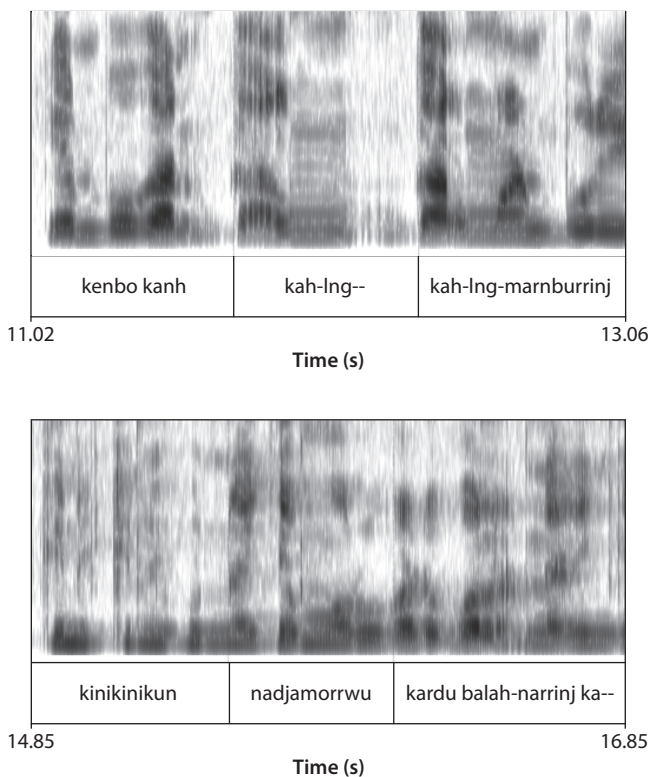 kenbo kanh kah-lng-- kah-lng-marnburrinj
11.02 13.06
Time (s)
kinikinikun nadjamorrwu kardu balah-narrinj ka--
14.85 16.85
Time (s)